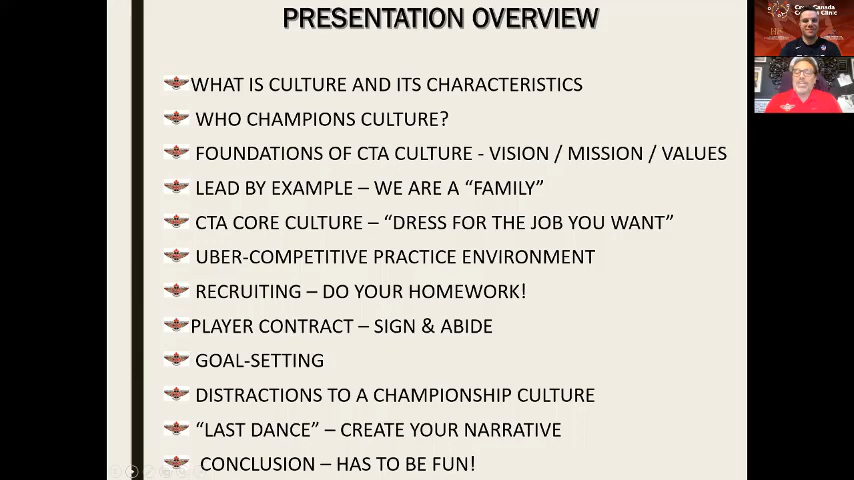 PRESENTATION OVERVIEW
WHAT IS CULTURE AND ITS CHARACTERISTICS
WHO CHAMPIONS CULTURE?
FOUNDATIONS OF CTA CULTURE - VISION / MISSION / VALUES
LEAD BY EXAMPLE – WE ARE A “FAMILY”
CTA CORE CULTURE – “DRESS FOR THE JOB YOU WANT”
UBER-COMPETITIVE PRACTICE ENVIRONMENT
RECRUITING – DO YOUR HOMEWORK!
PLAYER CONTRACT – SIGN & ABIDE
GOAL-SETTING
DISTRACTIONS TO A CHAMPIONSHIP CULTURE
“LAST DANCE” – CREATE YOUR NARRATIVE
CONCLUSION – HAS TO BE FUN!